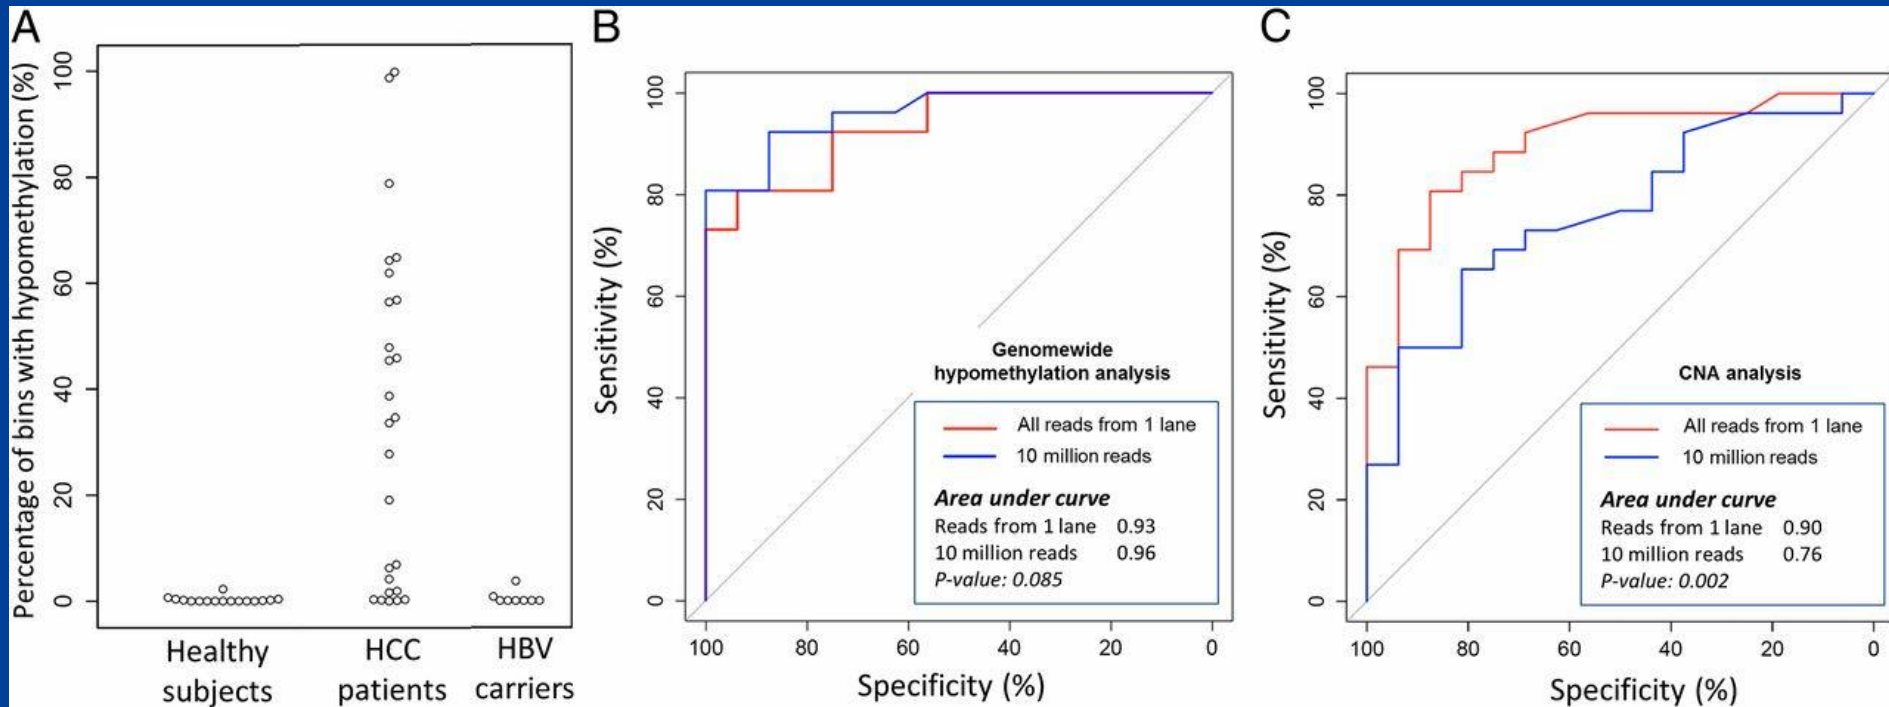 A
Percentage of bins with hypomethylation (%)
100
80
60
40
20
0
Healthy
subjects
HCC
patients
HBV
carriers
B
Sensitivity (%)
100
80
60
40
20
0
Genomewide
hypomethylation analysis
All reads from 1 lane
10 million reads
Area under curve
Reads from 1 lane 0.93
10 million reads 0.96
P-value: 0.085
100 80 60 40 20 0
Specificity (%)
C
Sensitivity (%)
100
80
60
40
20
0
CNA analysis
All reads from 1 lane
10 million reads
Area under curve
Reads from 1 lane 0.90
10 million reads 0.76
P-value: 0.002
100 80 60 40 20 0
Specificity (%)